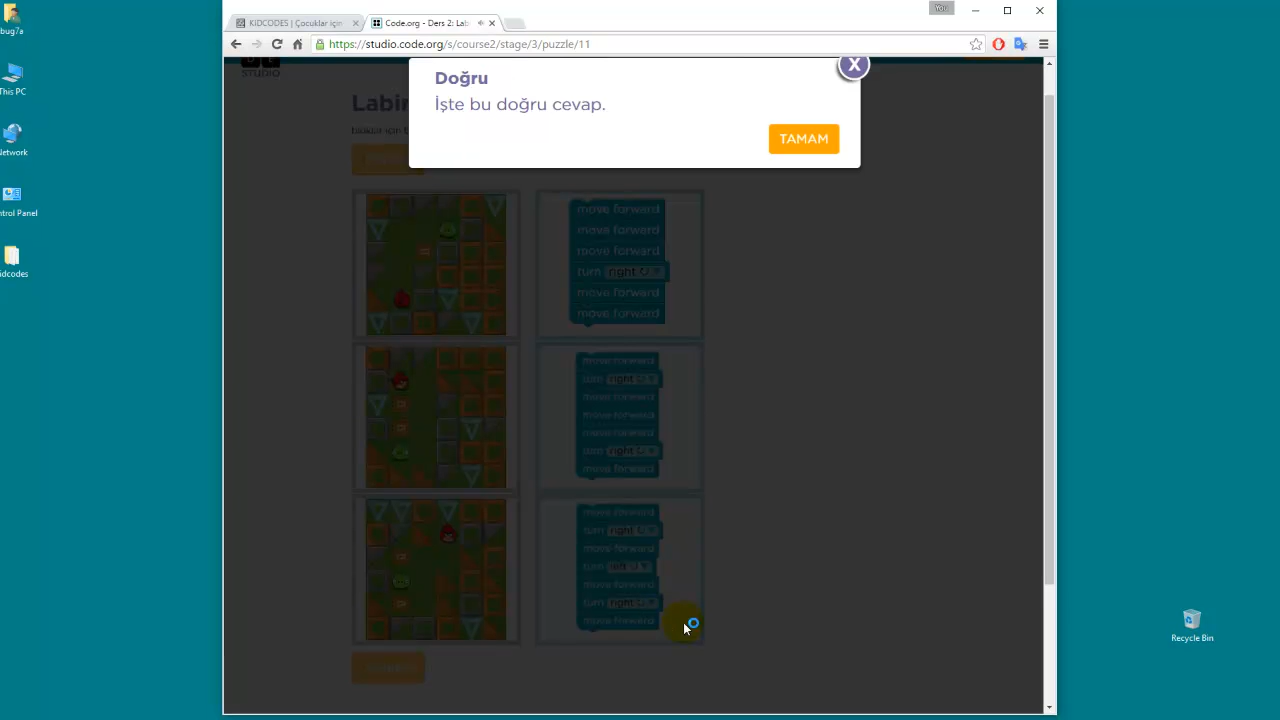 bug7a
This PC
Network
ntrol Panel
idcodes
Recycle Bin
You
KIDCODES | Çocuklar için
Code.org - Ders 2: Lab
https://studio.code.org/s/course2/stage/3/puzzle/11
STUDIO
Doğru
İşte bu doğru cevap.
X
TAMAM
Labir
move forward
move forward
move forward
turn right
move forward
move forward
move forward
turn right
move forward
move forward
move forward
turn right
move forward
move forward
turn right
move forward
turn left
move forward
turn right
move forward